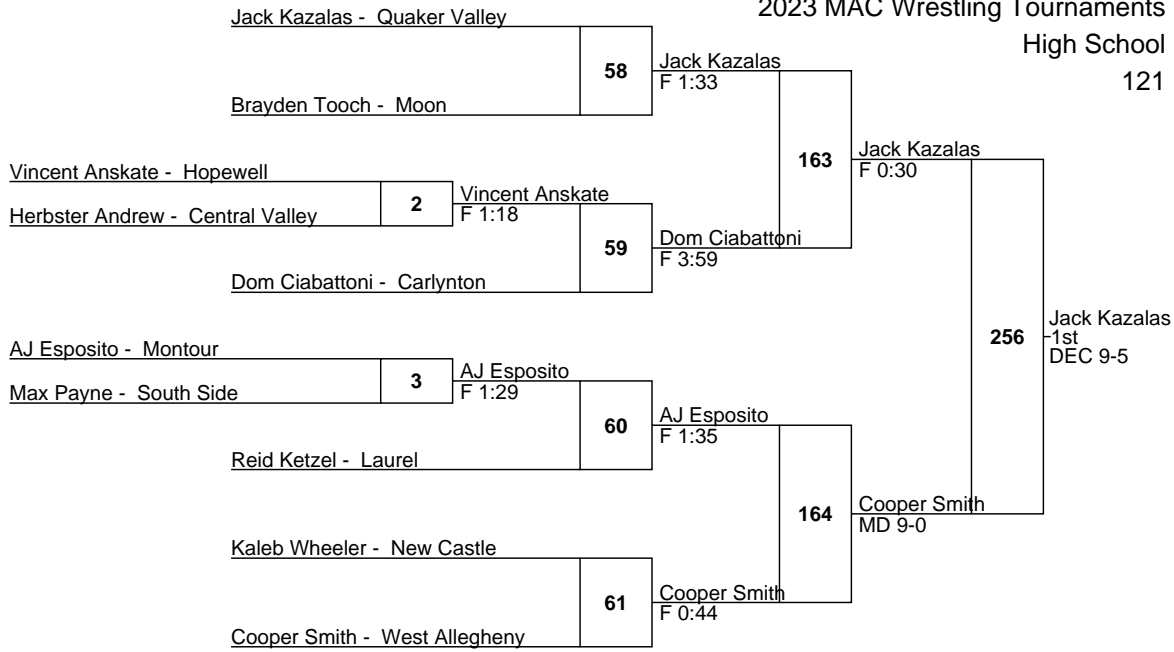 2023 MAC Wrestling Tournaments
High School
121
Jack Kazalas - Quaker Valley
58
Jack Kazalas
F 1:33
Brayden Tooch - Moon
163
Jack Kazalas
F 0:30
Vincent Anskate - Hopewell
2
Vincent Anskate
F 1:18
Herbster Andrew - Central Valley
59
Dom Ciabattoni
F 3:59
Dom Ciabattoni - Carlynton
256
Jack Kazalas
1st
DEC 9-5
AJ Esposito - Montour
3
AJ Esposito
F 1:29
Max Payne - South Side
60
AJ Esposito
F 1:35
Reid Ketzel - Laurel
164
Cooper Smith
MD 9-0
Kaleb Wheeler - New Castle
61
Cooper Smith
F 0:44
Cooper Smith - West Allegheny